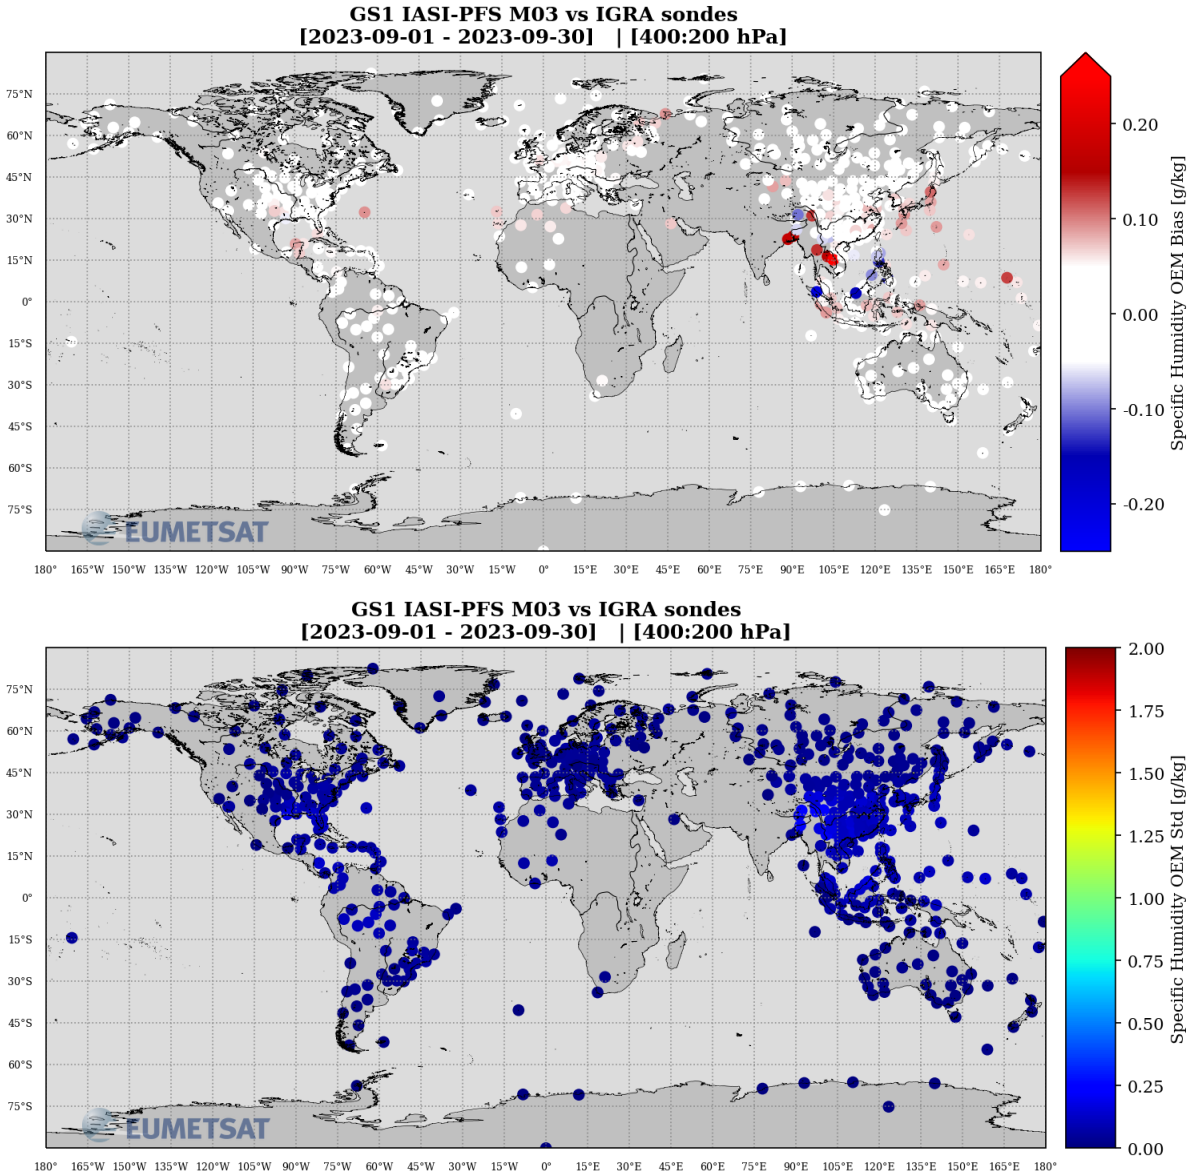 GS1 IASI-PFS M03 vs IGRA sondes
[2023-09-01 - 2023-09-30] | [400:200 hPa]
75°N
60°N
45°N
30°N
15°N
0°
15°S
30°S
45°S
60°S
75°S
EUMETSAT
180° 165°W 150°W 135°W 120°W 105°W 90°W 75°W 60°W 45°W 30°W 15°W 0° 15°E 30°E 45°E 60°E 75°E 90°E 105°E 120°E 135°E 150°E 165°E 180°
0.20
0.10
0.00
-0.10
-0.20
Specific Humidity OEM Bias [g/kg]
GS1 IASI-PFS M03 vs IGRA sondes
[2023-09-01 - 2023-09-30] | [400:200 hPa]
75°N
60°N
45°N
30°N
15°N
0°
15°S
30°S
45°S
60°S
75°S
EUMETSAT
180° 165°W 150°W 135°W 120°W 105°W 90°W 75°W 60°W 45°W 30°W 15°W 0° 15°E 30°E 45°E 60°E 75°E 90°E 105°E 120°E 135°E 150°E 165°E 180°
2.00
1.75
1.50
1.25
1.00
0.75
0.50
0.25
0.00
Specific Humidity OEM Std [g/kg]